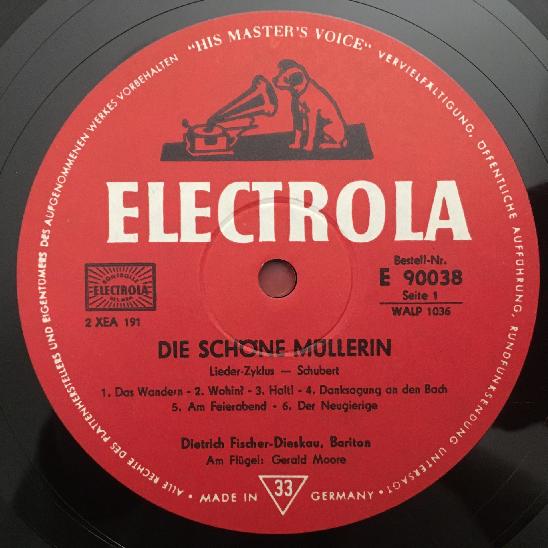 ALLE RECHTE DES PLATTENHERSTELLERS UND EIGENTÜMERS DES AUFGENOMMENEN WERKES VORBEHALTEN "HIS MASTER'S VOICE" VERVIELFÄLTIGUNG, ÖFFENTLICHE AUFFÜHRUNG, RUNDFUNKSENDUNG UNTERSAGT
ELECTROLA
ELECTROLA
2 XEA 191
Bestell-Nr.
E 90038
Seite 1
WALP 1036
DIE SCHÖNE MÜLLERIN
Lieder-Zyklus — Schubert
1. Das Wandern - 2. Wohin? - 3. Halt! - 4. Danksagung an den Bach
5. Am Feierabend - 6. Der Neugierige
Dietrich Fischer-Dieskau, Bariton
Am Flügel: Gerald Moore
MADE IN 33 GERMANY